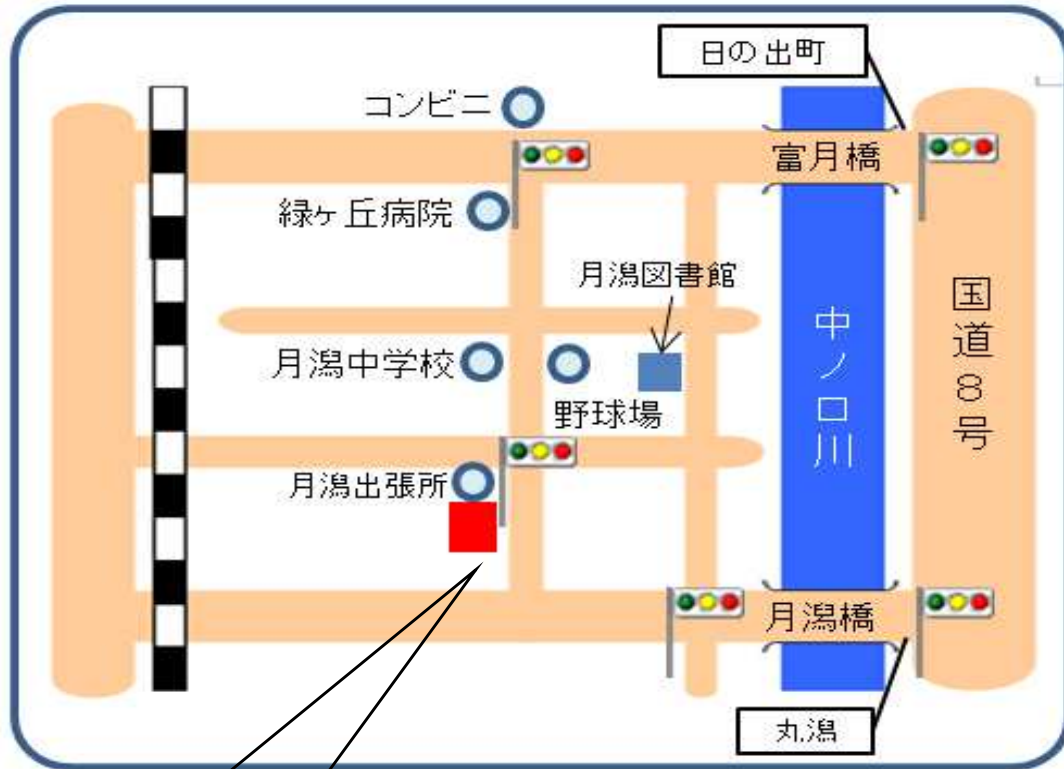 日の出町
コンビニ
富月橋
緑ヶ丘病院
月潟図書館
国道8号
中ノ口川
月潟中学校
野球場
月潟出張所
月潟橋
丸潟